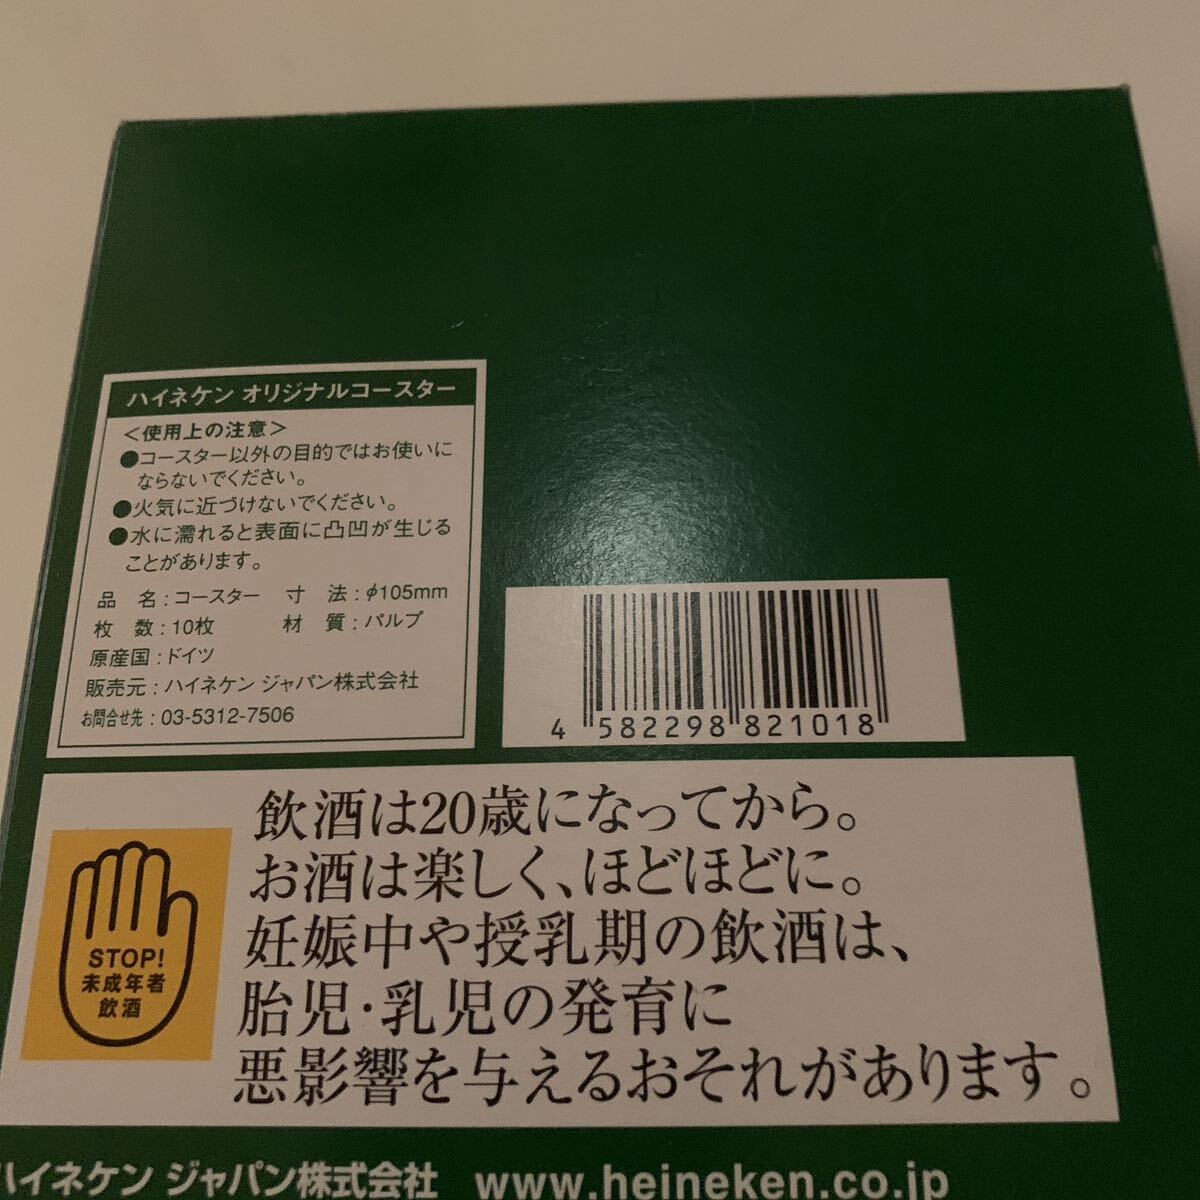 ハイネケン オリジナルコースター
＜使用上の注意＞
●コースター以外の目的ではお使いに
ならないでください。
●火気に近づけないでください。
●水に濡れると表面に凸凹が生じる
ことがあります。
品 名：コースター 寸 法：φ105mm
枚 数：10枚 材 質：パルプ
原産国：ドイツ
販売元：ハイネケン ジャパン株式会社
お問合せ先：03-5312-7506
4 582298 821018
飲酒は20歳になってから。
お酒は楽しく、ほどほどに。
妊娠中や授乳期の飲酒は、
胎児・乳児の発育に
悪影響を与えるおそれがあります。
STOP!
未成年者
飲酒
ハイネケン ジャパン株式会社 www.heineken.co.jp